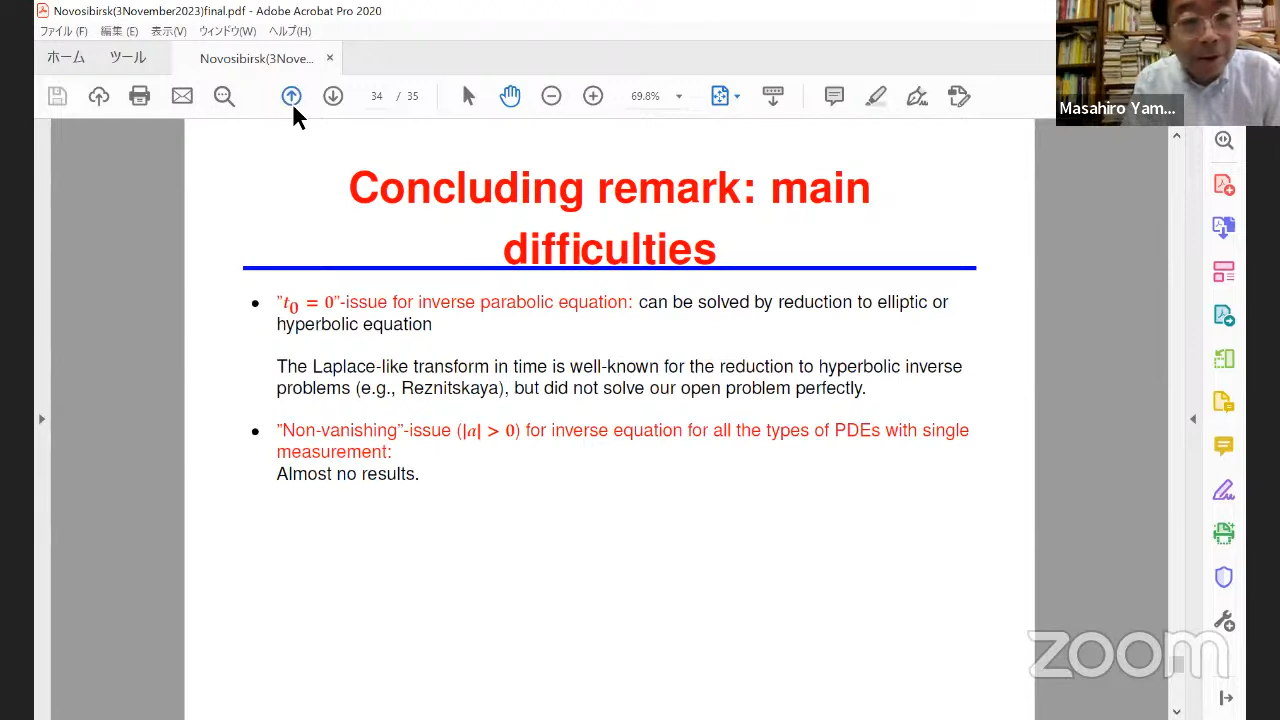 Novosibirsk(3November2023)final.pdf - Adobe Acrobat Pro 2020
ファイル(F) 編集(E) 表示(V) ウィンドウ(W) ヘルプ(H)
ホーム ツール Novosibirsk(3Nove... ×
34 / 35 69.8%
Masahiro Yam...
Concluding remark: main
difficulties
• "t₀ = 0"-issue for inverse parabolic equation: can be solved by reduction to elliptic or
hyperbolic equation
The Laplace-like transform in time is well-known for the reduction to hyperbolic inverse
problems (e.g., Reznitskaya), but did not solve our open problem perfectly.
• "Non-vanishing"-issue (|a| > 0) for inverse equation for all the types of PDEs with single
measurement:
Almost no results.
zoom